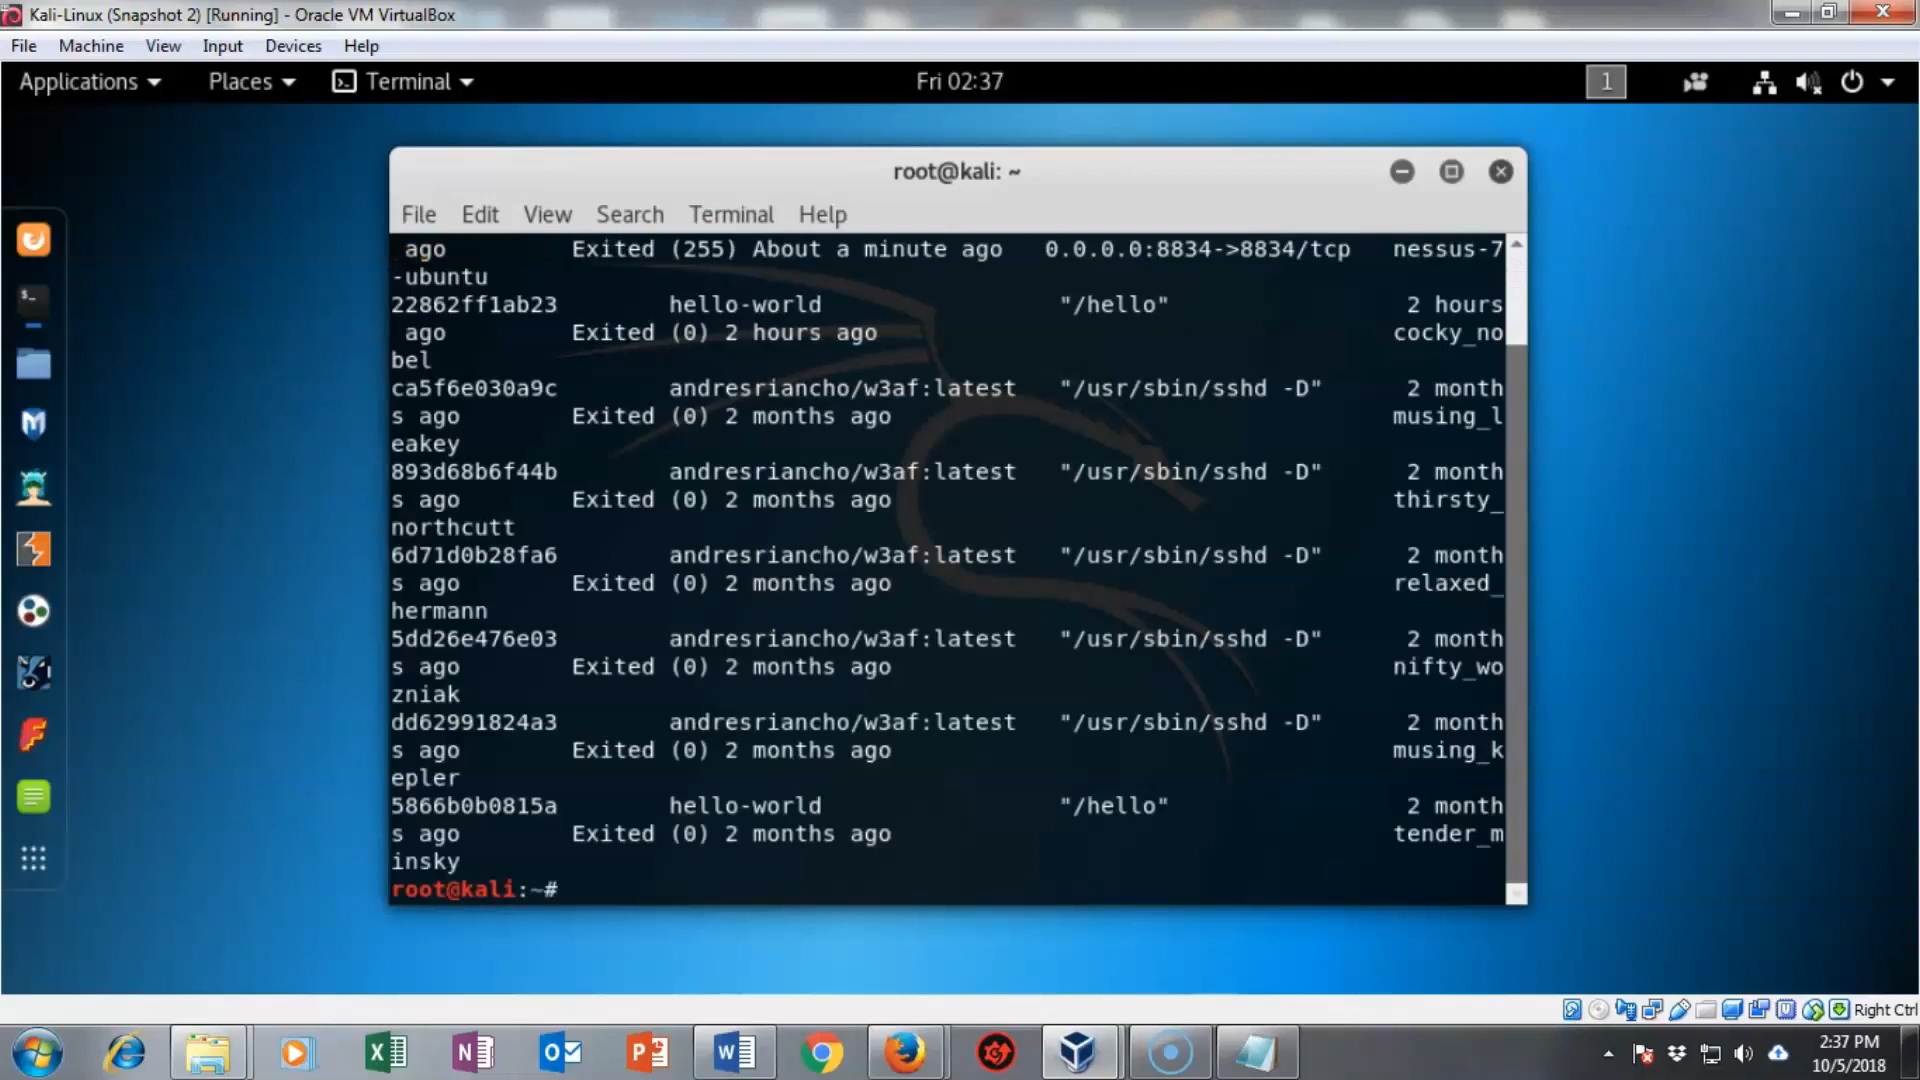 Kali-Linux (Snapshot 2) [Running] - Oracle VM VirtualBox
File Machine View Input Devices Help
Applications Places Terminal Fri 02:37 1
root@kali: ~
File Edit View Search Terminal Help
 ago Exited (255) About a minute ago 0.0.0.0:8834->8834/tcp nessus-7
-ubuntu
22862ff1ab23 hello-world "/hello" 2 hours
 ago Exited (0) 2 hours ago cocky_no
bel
ca5f6e030a9c andresriancho/w3af:latest "/usr/sbin/sshd -D" 2 month
s ago Exited (0) 2 months ago musing_l
eakey
893d68b6f44b andresriancho/w3af:latest "/usr/sbin/sshd -D" 2 month
s ago Exited (0) 2 months ago thirsty_
northcutt
6d71d0b28fa6 andresriancho/w3af:latest "/usr/sbin/sshd -D" 2 month
s ago Exited (0) 2 months ago relaxed_
hermann
5dd26e476e03 andresriancho/w3af:latest "/usr/sbin/sshd -D" 2 month
s ago Exited (0) 2 months ago nifty_wo
zniak
dd62991824a3 andresriancho/w3af:latest "/usr/sbin/sshd -D" 2 month
s ago Exited (0) 2 months ago musing_k
epler
5866b0b0815a hello-world "/hello" 2 month
s ago Exited (0) 2 months ago tender_m
insky
root@kali:~#
Right Ctrl
2:37 PM
10/5/2018